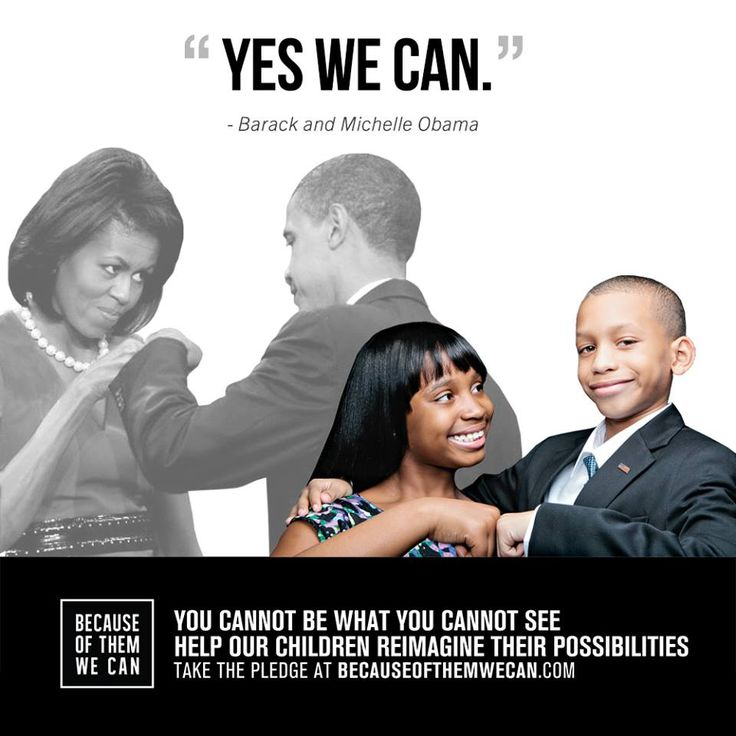 “ YES WE CAN. ”
- Barack and Michelle Obama
BECAUSE
OF THEM
WE CAN
YOU CANNOT BE WHAT YOU CANNOT SEE
HELP OUR CHILDREN REIMAGINE THEIR POSSIBILITIES
TAKE THE PLEDGE AT BECAUSEOFTHEMWECAN.COM